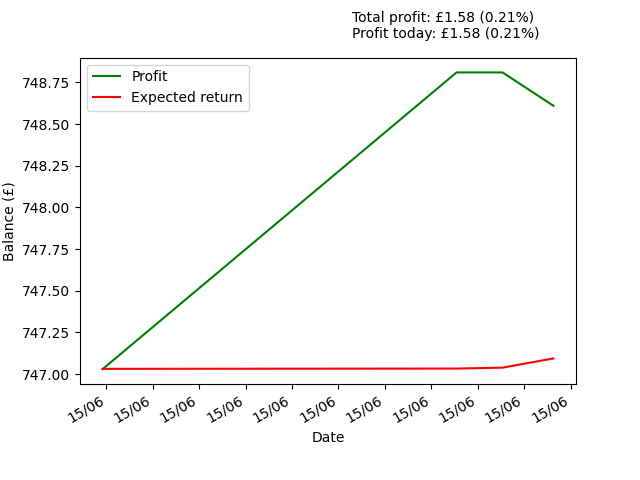 Total profit: £1.58 (0.21%)
Profit today: £1.58 (0.21%)
Profit
Expected return
748.75
748.50
748.25
748.00
747.75
747.50
747.25
747.00
Balance (£)
15/06 15/06 15/06 15/06 15/06 15/06 15/06 15/06 15/06 15/06 15/06
Date